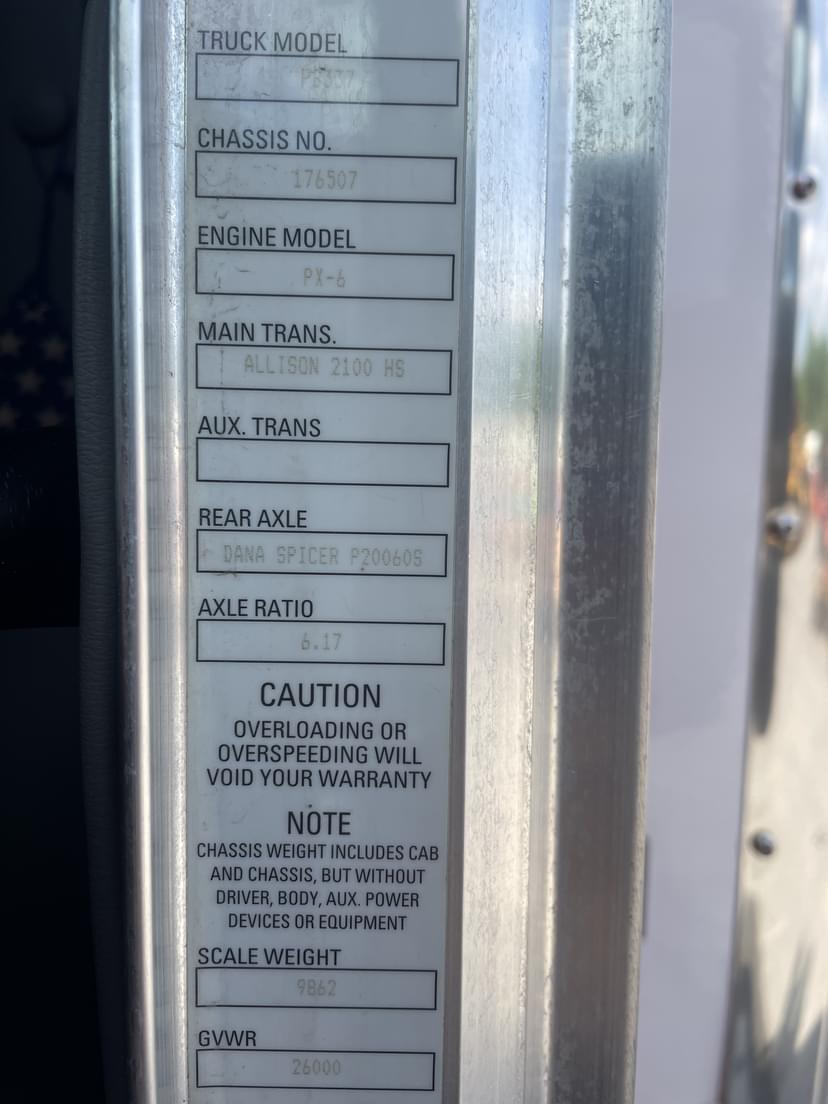 TRUCK MODEL
PB337
CHASSIS NO.
176507
ENGINE MODEL
PX-6
MAIN TRANS.
ALLISON 2100 HS
AUX. TRANS
REAR AXLE
DANA SPICER P20060S
AXLE RATIO
6.17
CAUTION
OVERLOADING OR
OVERSPEEDING WILL
VOID YOUR WARRANTY
NOTE
CHASSIS WEIGHT INCLUDES CAB
AND CHASSIS, BUT WITHOUT
DRIVER, BODY, AUX. POWER
DEVICES OR EQUIPMENT
SCALE WEIGHT
9862
GVWR
26000